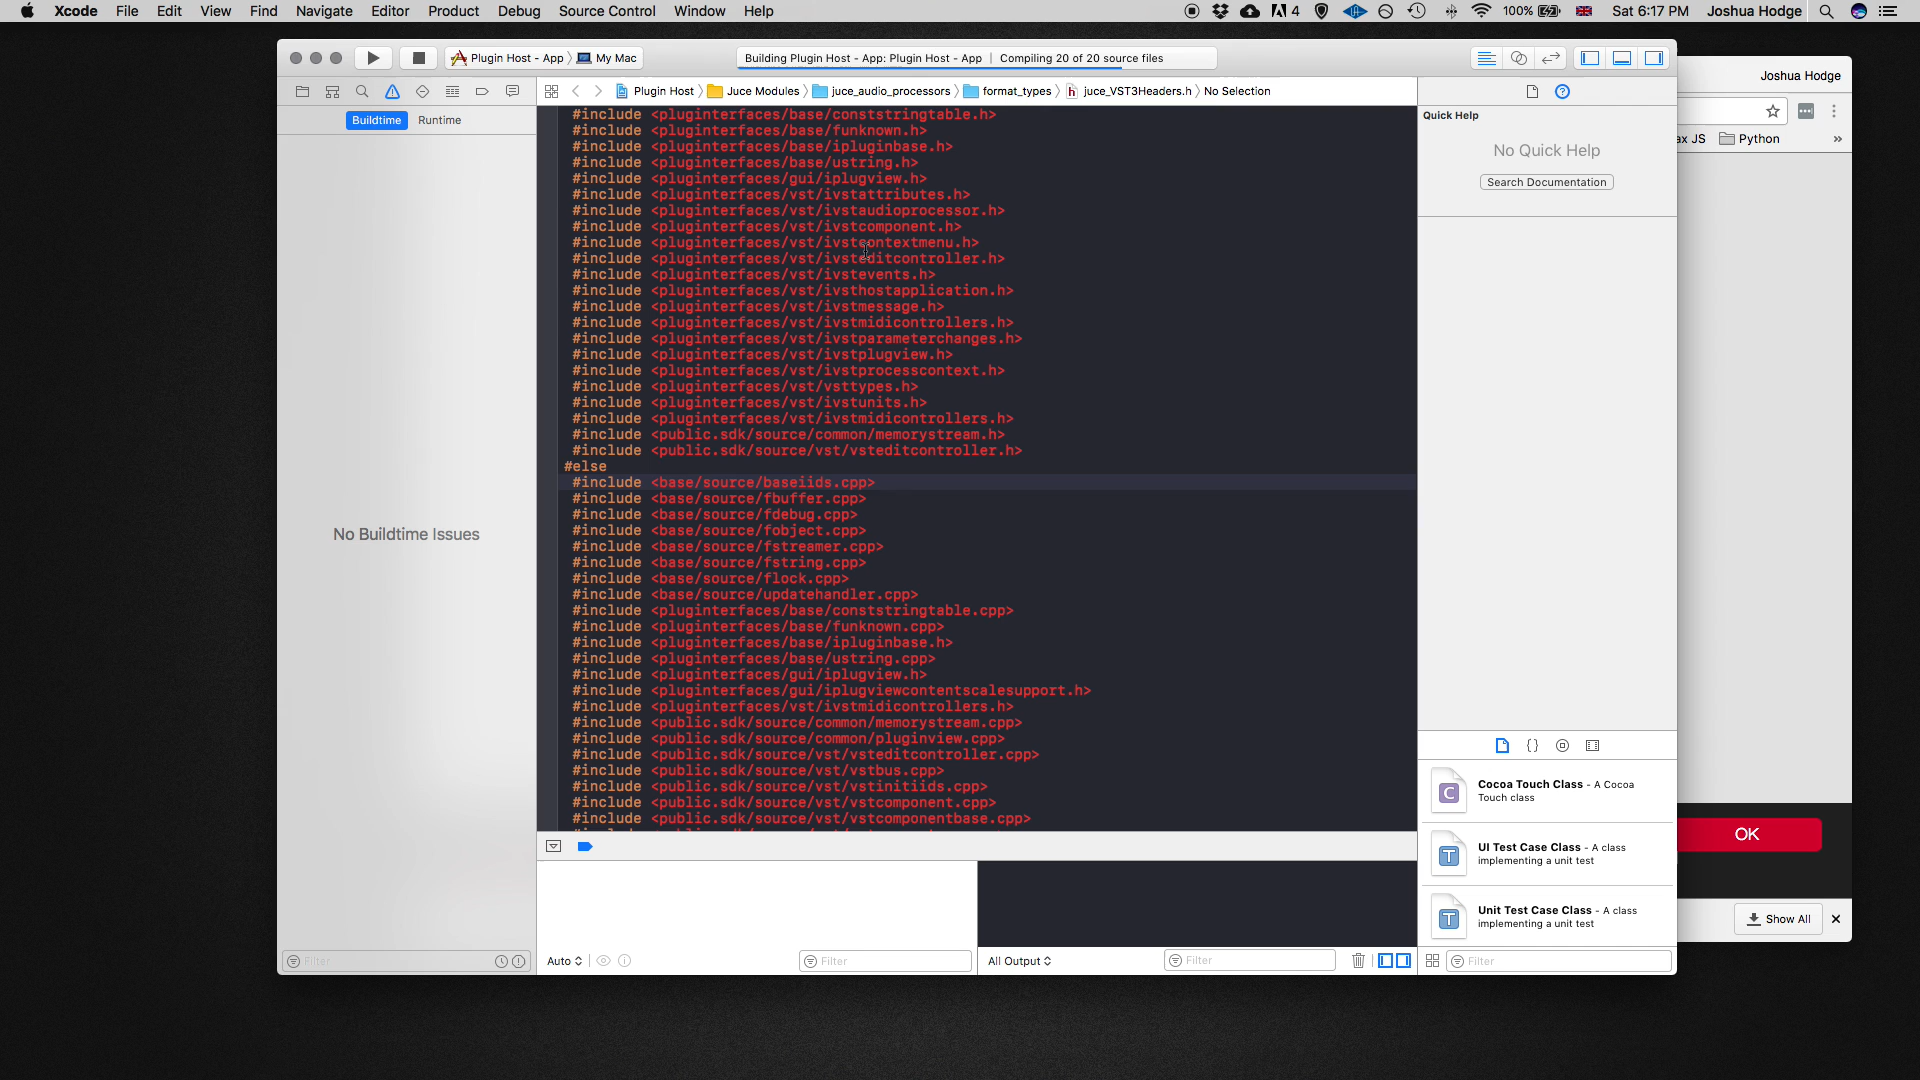 Xcode File Edit View Find Navigate Editor Product Debug Source Control Window Help 4 100% Sat 6:17 PM Joshua Hodge
Plugin Host - App My Mac
Building Plugin Host - App: Plugin Host - App | Compiling 20 of 20 source files
Joshua Hodge
Plugin Host Juce Modules juce_audio_processors format_types juce_VST3Headers.h No Selection
Buildtime Runtime
No Buildtime Issues
Filter
#include <pluginterfaces/base/conststringtable.h>
#include <pluginterfaces/base/funknown.h>
#include <pluginterfaces/base/ipluginbase.h>
#include <pluginterfaces/base/ustring.h>
#include <pluginterfaces/gui/iplugview.h>
#include <pluginterfaces/vst/ivstattributes.h>
#include <pluginterfaces/vst/ivstaudioprocessor.h>
#include <pluginterfaces/vst/ivstcomponent.h>
#include <pluginterfaces/vst/ivstcontextmenu.h>
#include <pluginterfaces/vst/ivsteditcontroller.h>
#include <pluginterfaces/vst/ivstevents.h>
#include <pluginterfaces/vst/ivsthostapplication.h>
#include <pluginterfaces/vst/ivstmessage.h>
#include <pluginterfaces/vst/ivstmidicontrollers.h>
#include <pluginterfaces/vst/ivstparameterchanges.h>
#include <pluginterfaces/vst/ivstplugview.h>
#include <pluginterfaces/vst/ivstprocesscontext.h>
#include <pluginterfaces/vst/vsttypes.h>
#include <pluginterfaces/vst/ivstunits.h>
#include <pluginterfaces/vst/ivstmidicontrollers.h>
#include <public.sdk/source/common/memorystream.h>
#include <public.sdk/source/vst/vsteditcontroller.h>
#else
#include <base/source/baseiids.cpp>
#include <base/source/fbuffer.cpp>
#include <base/source/fdebug.cpp>
#include <base/source/fobject.cpp>
#include <base/source/fstreamer.cpp>
#include <base/source/fstring.cpp>
#include <base/source/flock.cpp>
#include <base/source/updatehandler.cpp>
#include <pluginterfaces/base/conststringtable.cpp>
#include <pluginterfaces/base/funknown.cpp>
#include <pluginterfaces/base/ipluginbase.h>
#include <pluginterfaces/base/ustring.cpp>
#include <pluginterfaces/gui/iplugview.h>
#include <pluginterfaces/gui/iplugviewcontentscalesupport.h>
#include <pluginterfaces/vst/ivstmidicontrollers.h>
#include <public.sdk/source/common/memorystream.cpp>
#include <public.sdk/source/common/pluginview.cpp>
#include <public.sdk/source/vst/vsteditcontroller.cpp>
#include <public.sdk/source/vst/vstbus.cpp>
#include <public.sdk/source/vst/vstinitiids.cpp>
#include <public.sdk/source/vst/vstcomponent.cpp>
#include <public.sdk/source/vst/vstcomponentbase.cpp>
Auto Filter
All Output Filter
Quick Help
No Quick Help
Search Documentation
Cocoa Touch Class - A Cocoa
Touch class
UI Test Case Class - A class
implementing a unit test
Unit Test Case Class - A class
implementing a unit test
Filter
ax JS Python »
OK
Show All